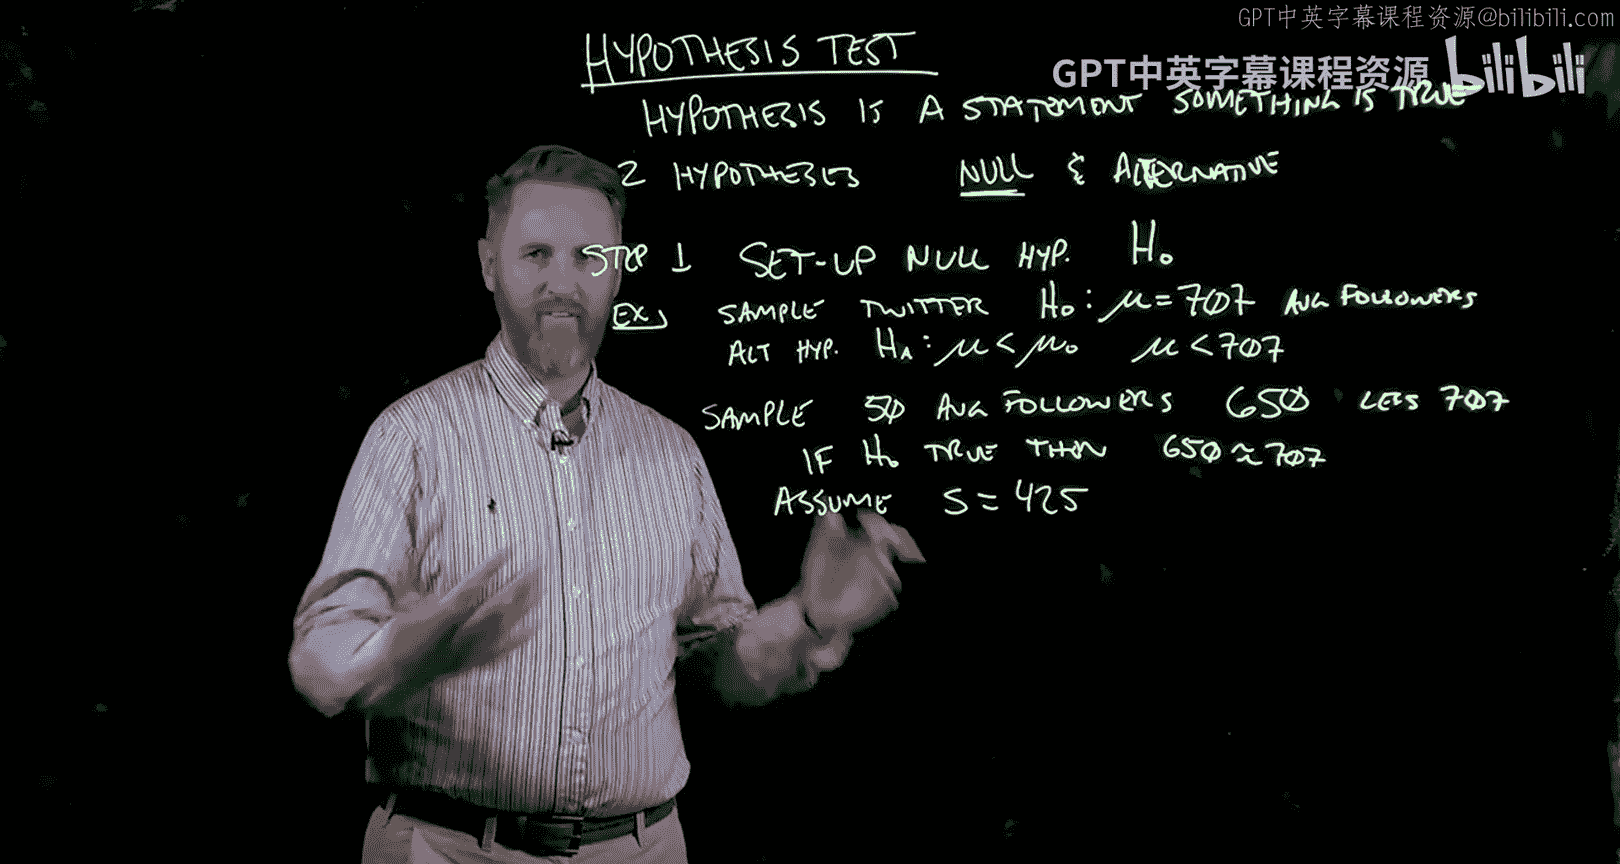 GPT中英字幕课程资源@bilibili.com
HYPOTHESIS TEST
GPT中英字幕课程资源 bilibili
HYPOTHESIS IS A STATEMENT SOMETHING IS TRUE
2 HYPOTHESES NULL & ALTERNATIVE
STEP 1 SET-UP NULL HYP. H₀
EX) SAMPLE TWITTER H₀: μ = 707 AVG FOLLOWERS
ALT HYP. Hₐ: μ < μ₀ μ < 707
SAMPLE 50 AVG FOLLOWERS 650 LESS 707
IF H₀ TRUE THEN 650 ≈ 707
ASSUME S = 425